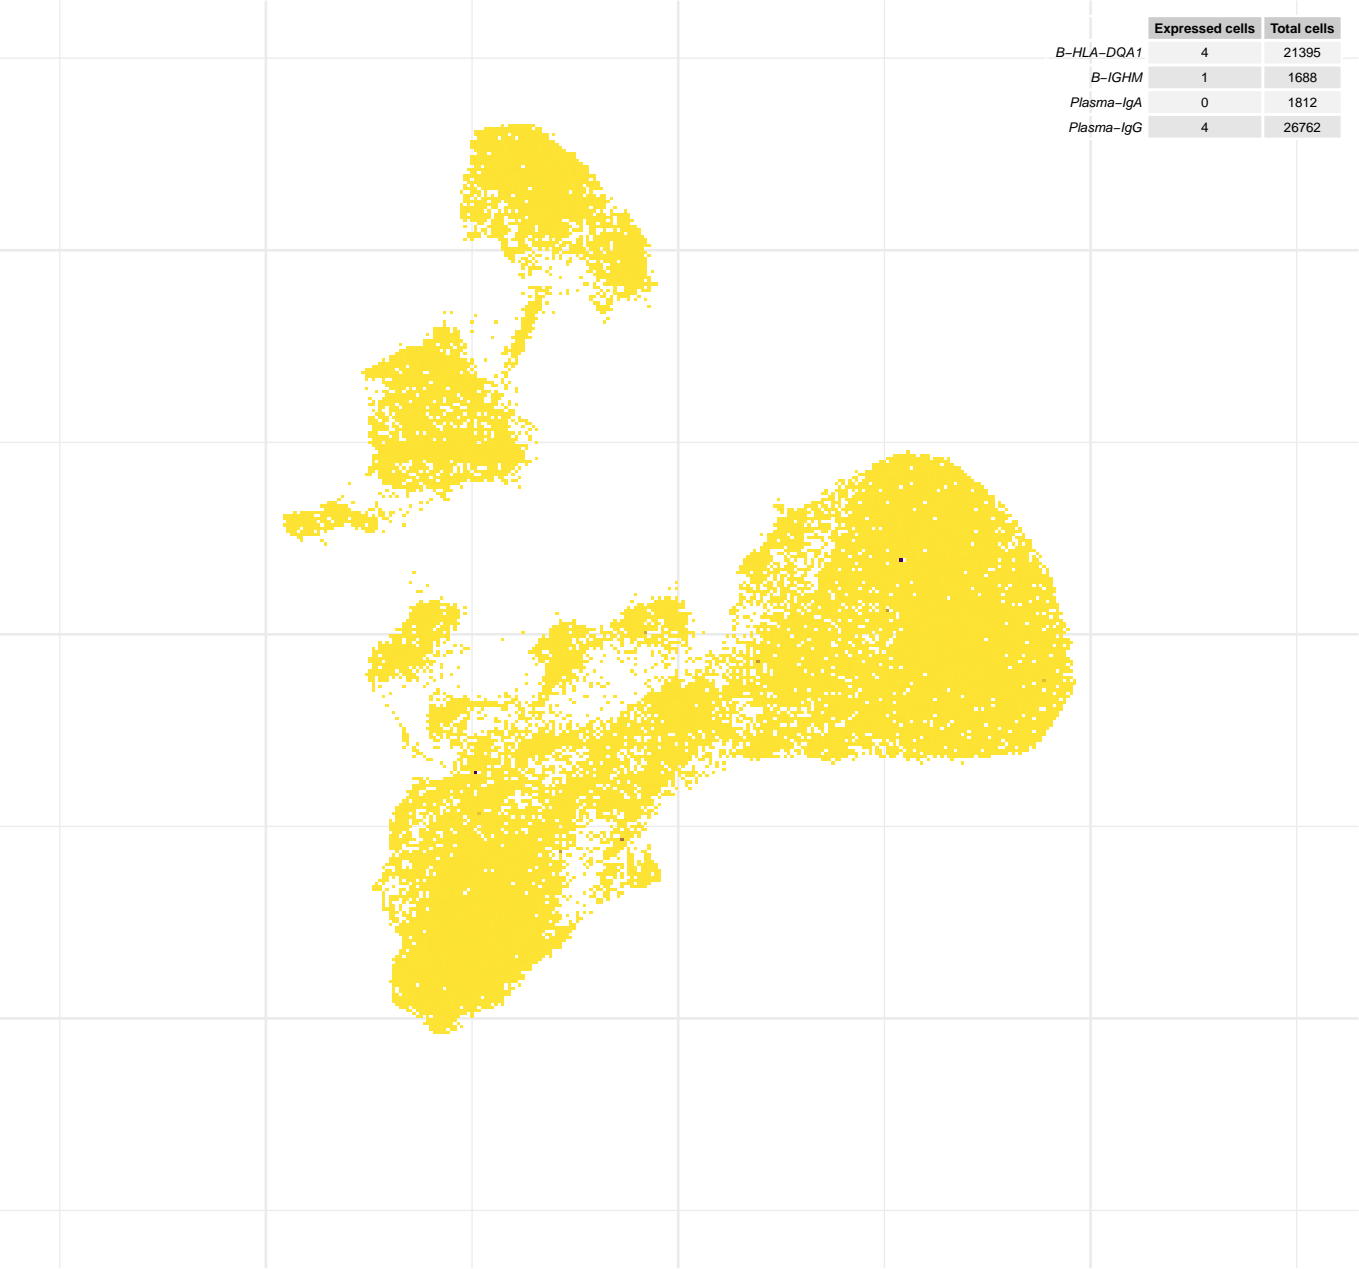 Expressed cells Total cells
B−HLA−DQA1 4 21395
B−IGHM 1 1688
Plasma−IgA 0 1812
Plasma−IgG 4 26762